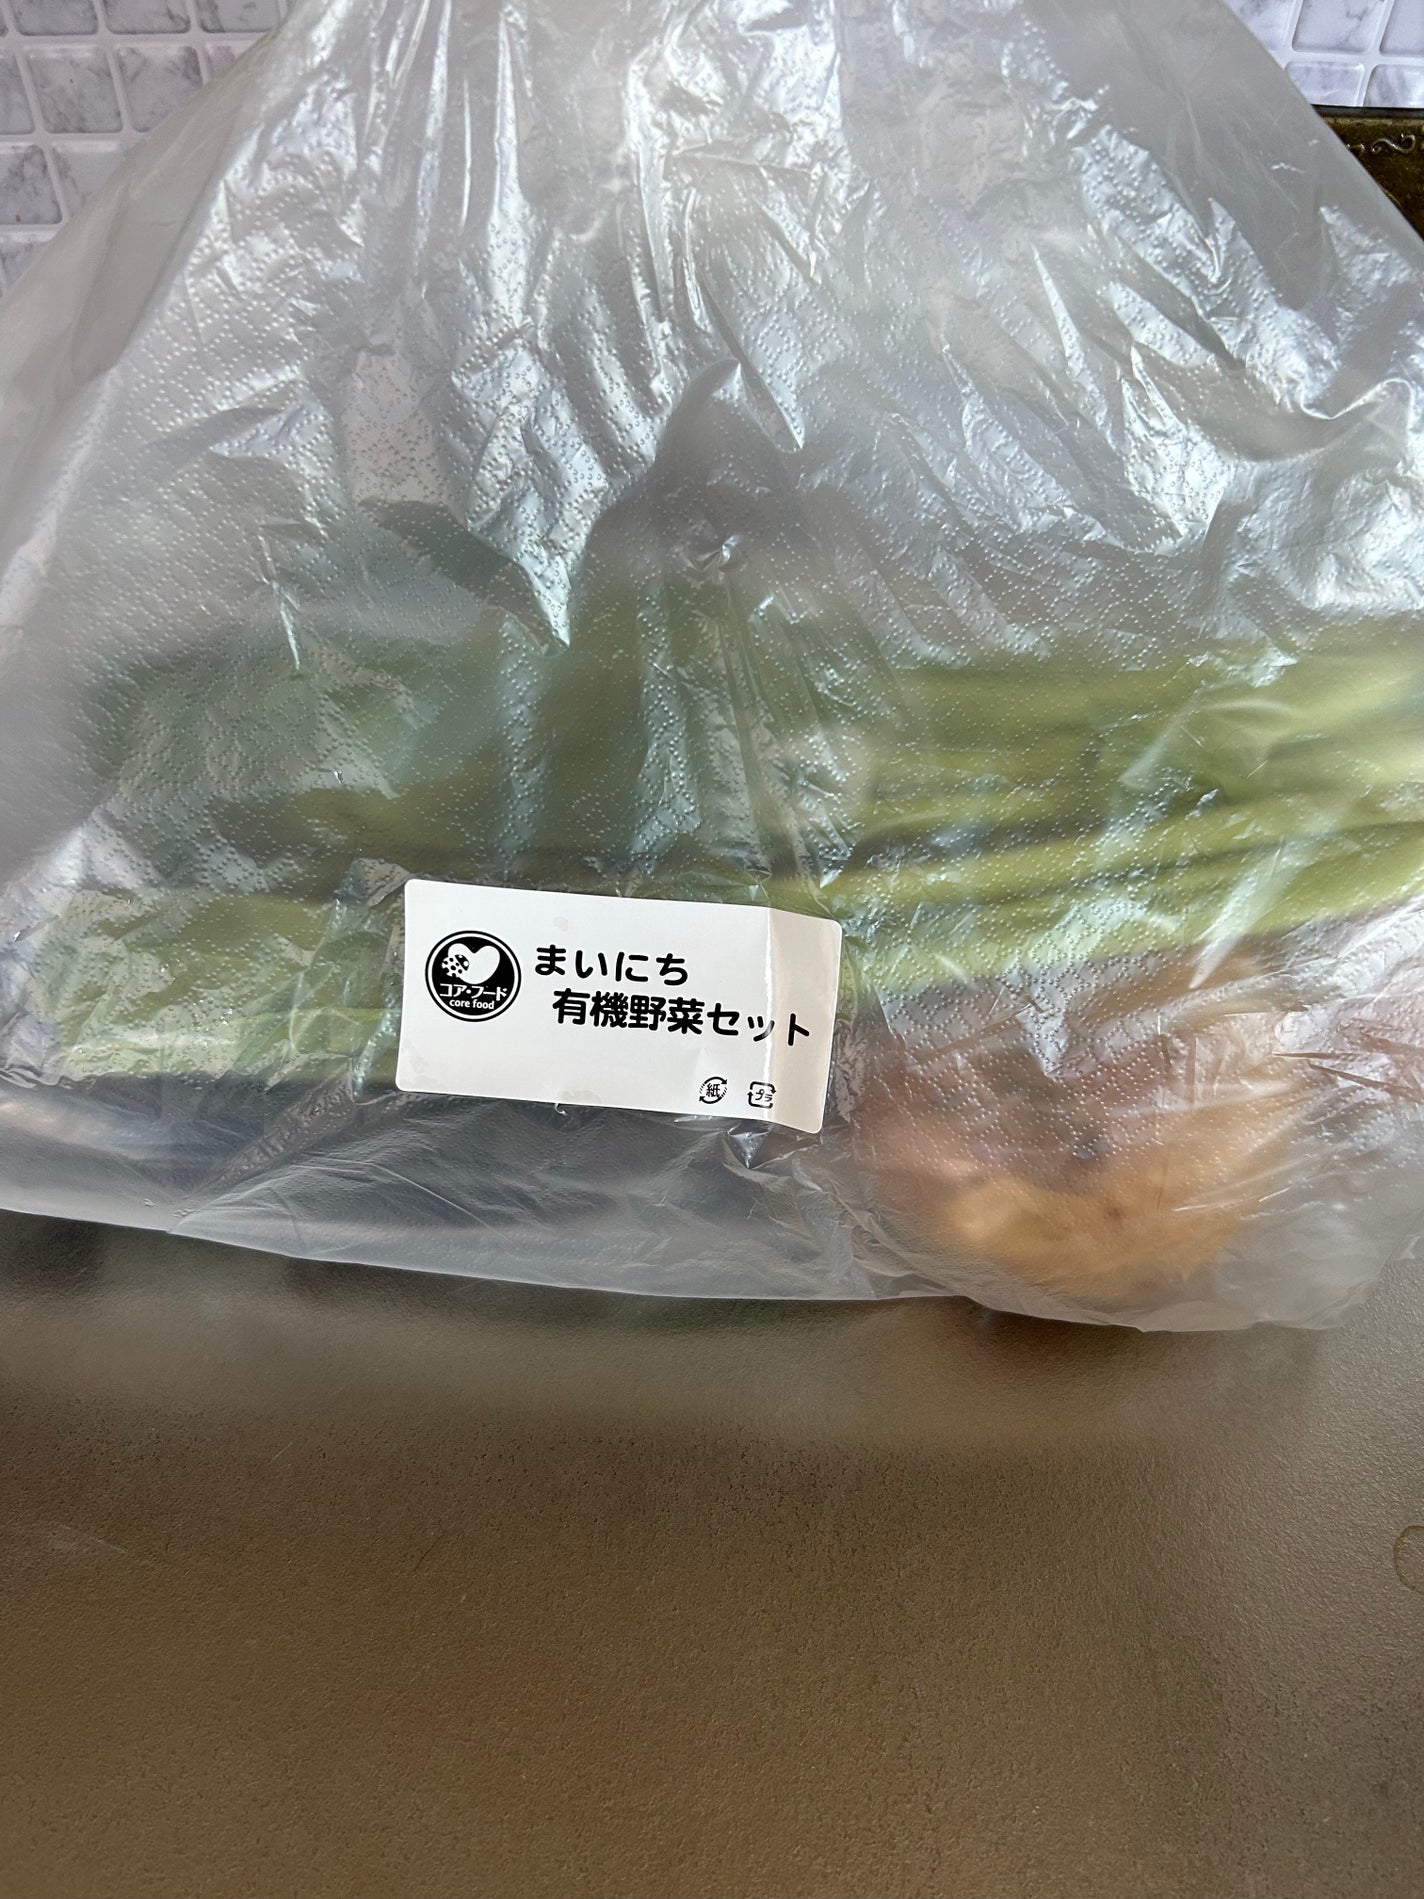 コア・フード
core food
まいにち
有機野菜セット
紙
プラ